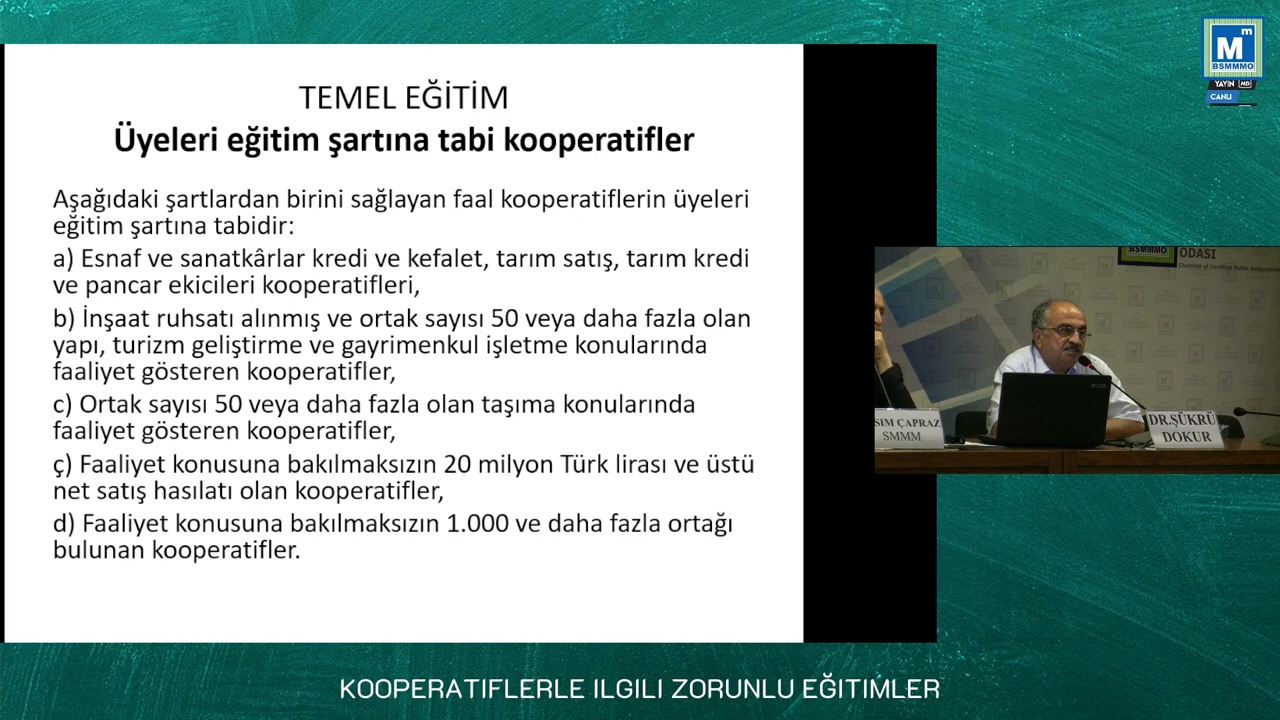 TEMEL EĞİTİM
Üyeleri eğitim şartına tabi kooperatifler
Aşağıdaki şartlardan birini sağlayan faal kooperatiflerin üyeleri
eğitim şartına tabidir:
a) Esnaf ve sanatkârlar kredi ve kefalet, tarım satış, tarım kredi
ve pancar ekicileri kooperatifleri,
b) İnşaat ruhsatı alınmış ve ortak sayısı 50 veya daha fazla olan
yapı, turizm geliştirme ve gayrimenkul işletme konularında
faaliyet gösteren kooperatifler,
c) Ortak sayısı 50 veya daha fazla olan taşıma konularında
faaliyet gösteren kooperatifler,
ç) Faaliyet konusuna bakılmaksızın 20 milyon Türk lirası ve üstü
net satış hasılatı olan kooperatifler,
d) Faaliyet konusuna bakılmaksızın 1.000 ve daha fazla ortağı
bulunan kooperatifler.
Mm
BSMMMO
YAYIN HD
CANLI
BSMMMO
ODASI
Chamber of Certified Public Accountants
SIM ÇAPRAZ
SMMM
DR.ŞÜKRÜ
DOKUR
KOOPERATIFLERLE ILGILI ZORUNLU EĞITIMLER